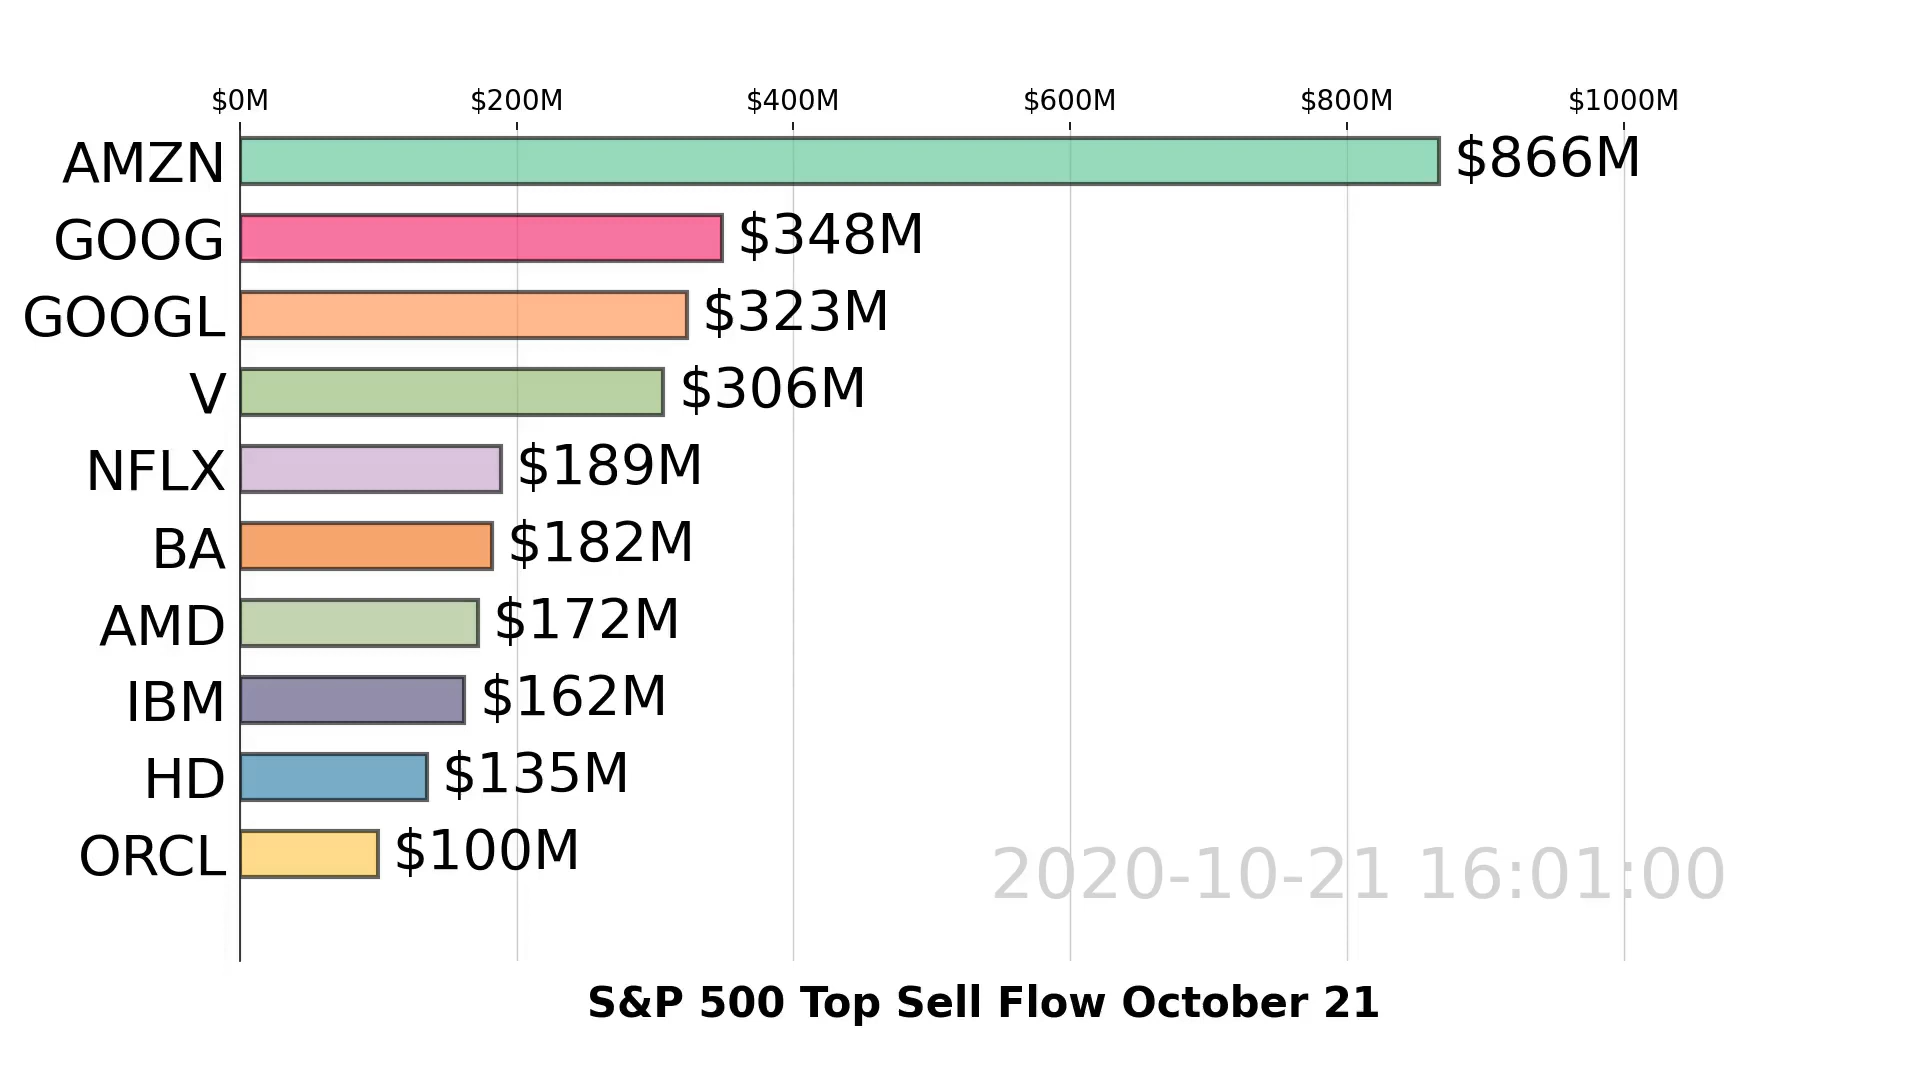 $0M $200M $400M $600M $800M $1000M
AMZN $866M
GOOG $348M
GOOGL $323M
V $306M
NFLX $189M
BA $182M
AMD $172M
IBM $162M
HD $135M
ORCL $100M
2020-10-21 16:01:00
S&P 500 Top Sell Flow October 21